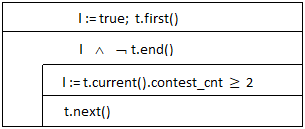 l := true; t.first()
l ∧ ¬ t.end()
l := t.current().contest_cnt ≥ 2
t.next()